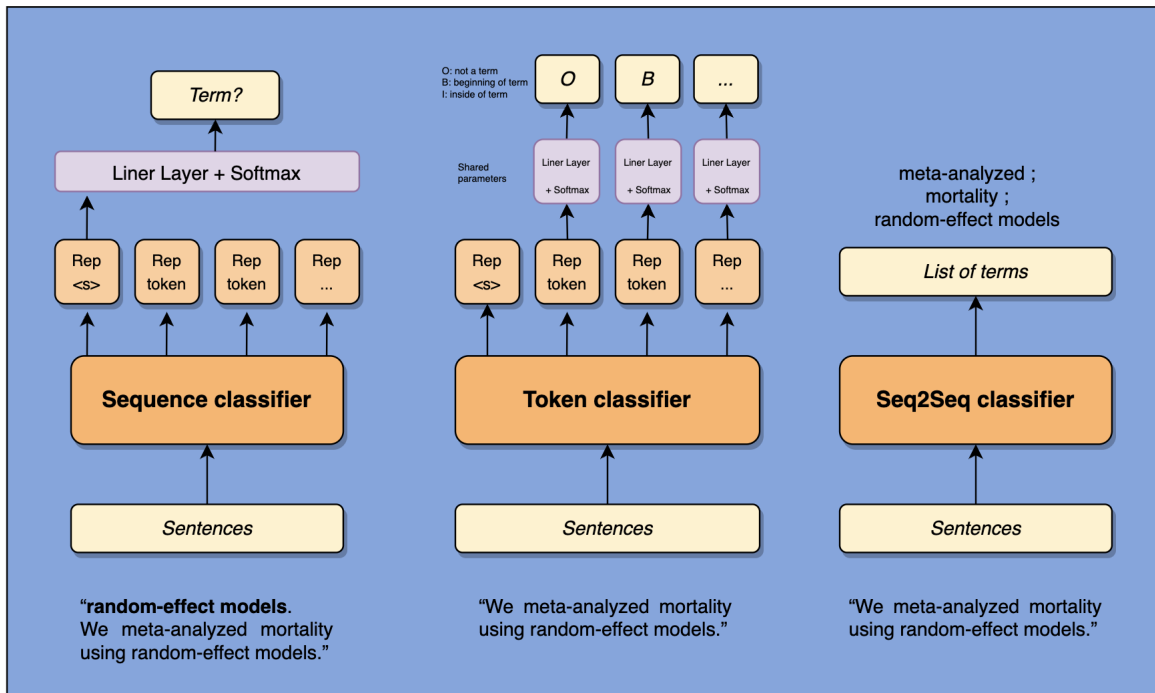 Term?
Liner Layer + Softmax
Rep
<s>
Rep
token
Rep
token
Rep
...
Sequence classifier
Sentences
“random-effect models.
We meta-analyzed mortality
using random-effect models.”
O: not a term
B: beginning of term
I: inside of term
O
B
...
Shared
parameters
Liner Layer
+ Softmax
Liner Layer
+ Softmax
Liner Layer
+ Softmax
Rep
<s>
Rep
token
Rep
token
Rep
...
Token classifier
Sentences
“We meta-analyzed mortality
using random-effect models.”
meta-analyzed ;
mortality ;
random-effect models
List of terms
Seq2Seq classifier
Sentences
“We meta-analyzed mortality
using random-effect models.”